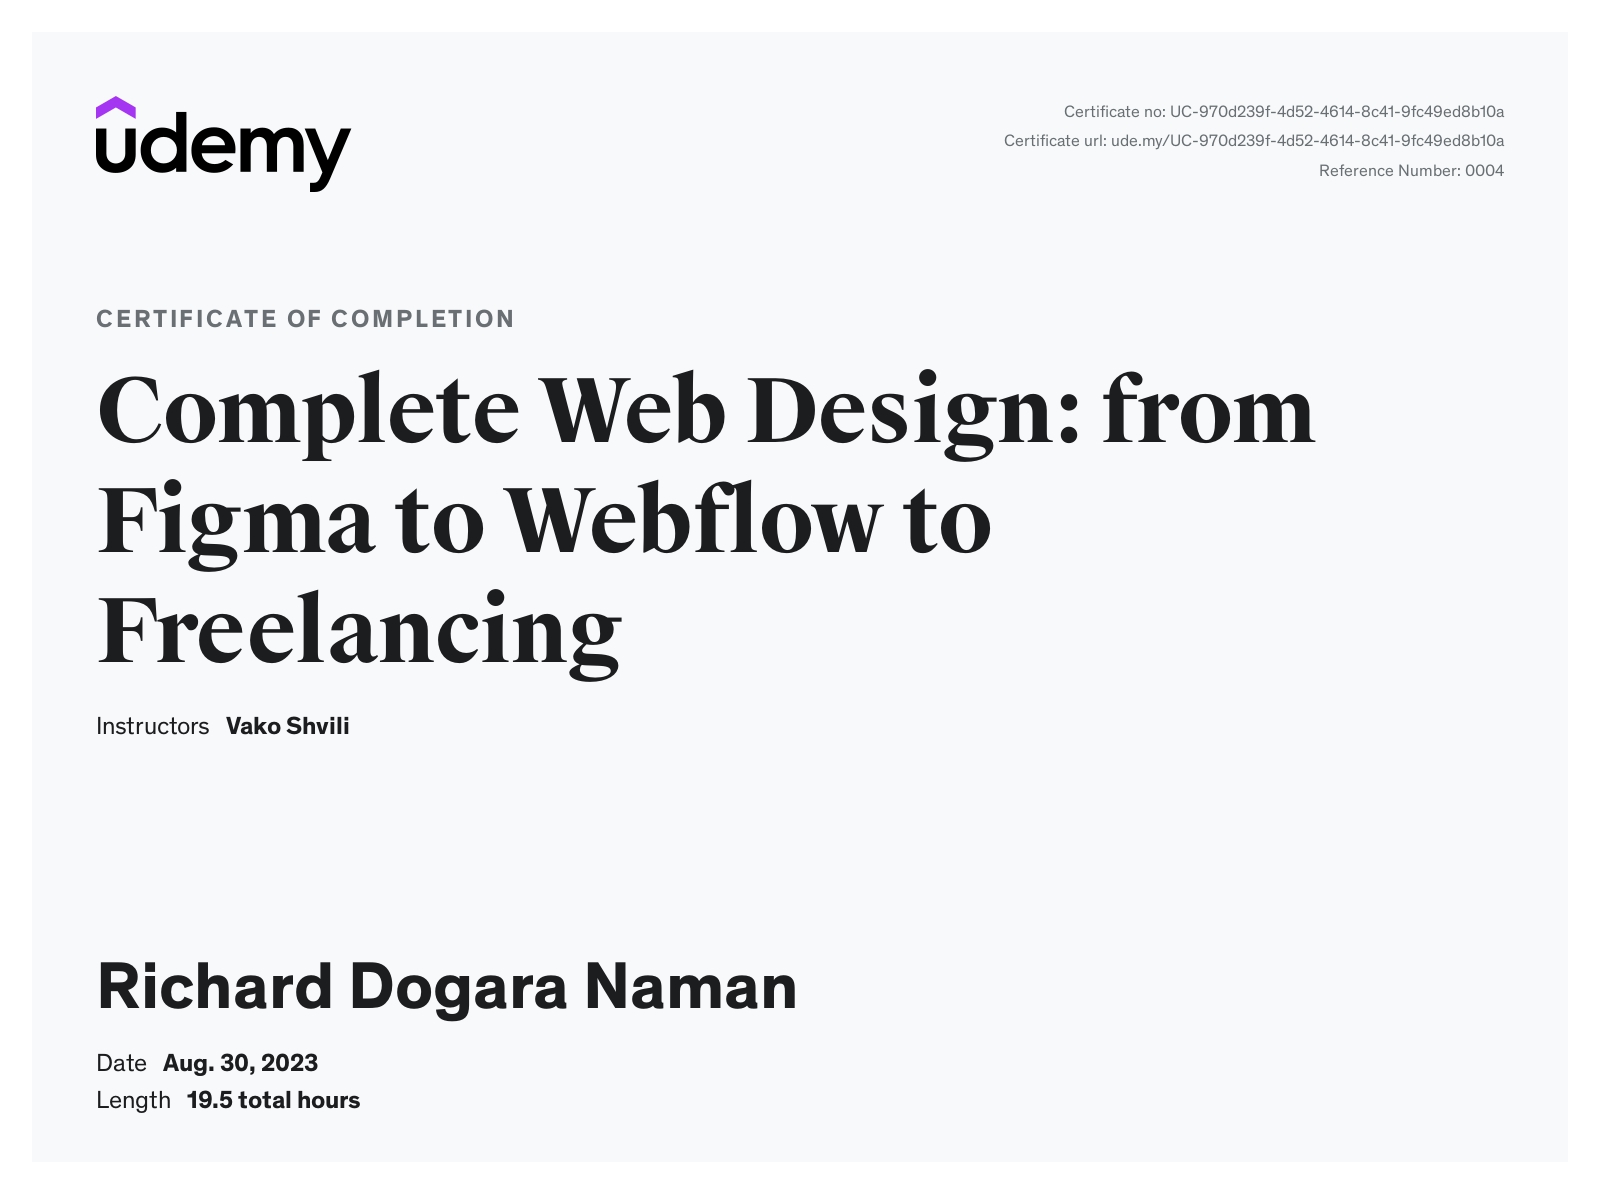 udemy
Certificate no: UC-970d239f-4d52-4614-8c41-9fc49ed8b10a
Certificate url: ude.my/UC-970d239f-4d52-4614-8c41-9fc49ed8b10a
Reference Number: 0004
CERTIFICATE OF COMPLETION
Complete Web Design: from
Figma to Webflow to
Freelancing
Instructors Vako Shvili
Richard Dogara Naman
Date Aug. 30, 2023
Length 19.5 total hours